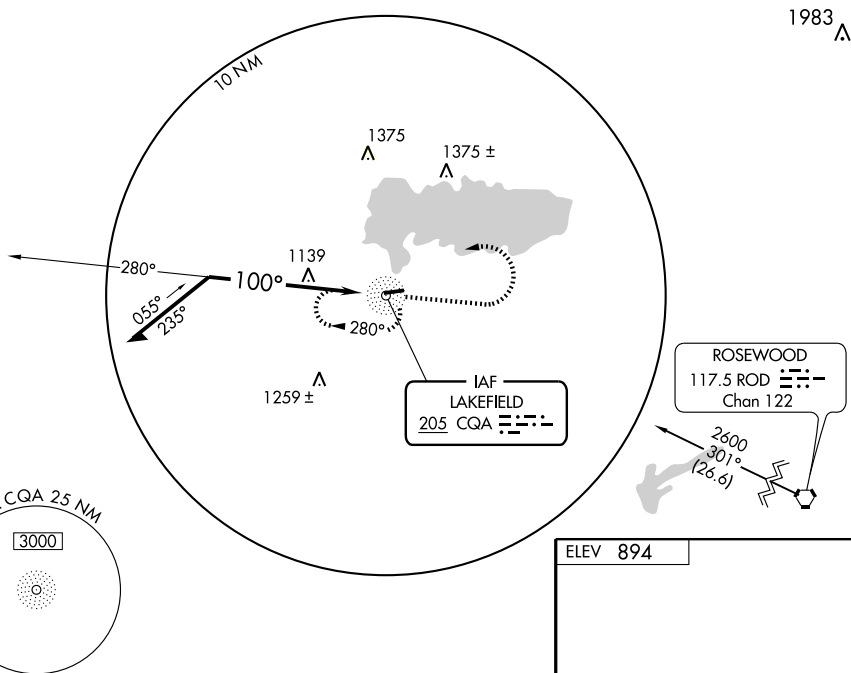 1983
10 NM
1375
1375 ±
1139
280°
100°
055°
235°
280°
1259 ±
IAF
LAKEFIELD
205 CQA
ROSEWOOD
117.5 ROD
Chan 122
2600
301°
(26.6)
CQA 25 NM
3000
ELEV 894